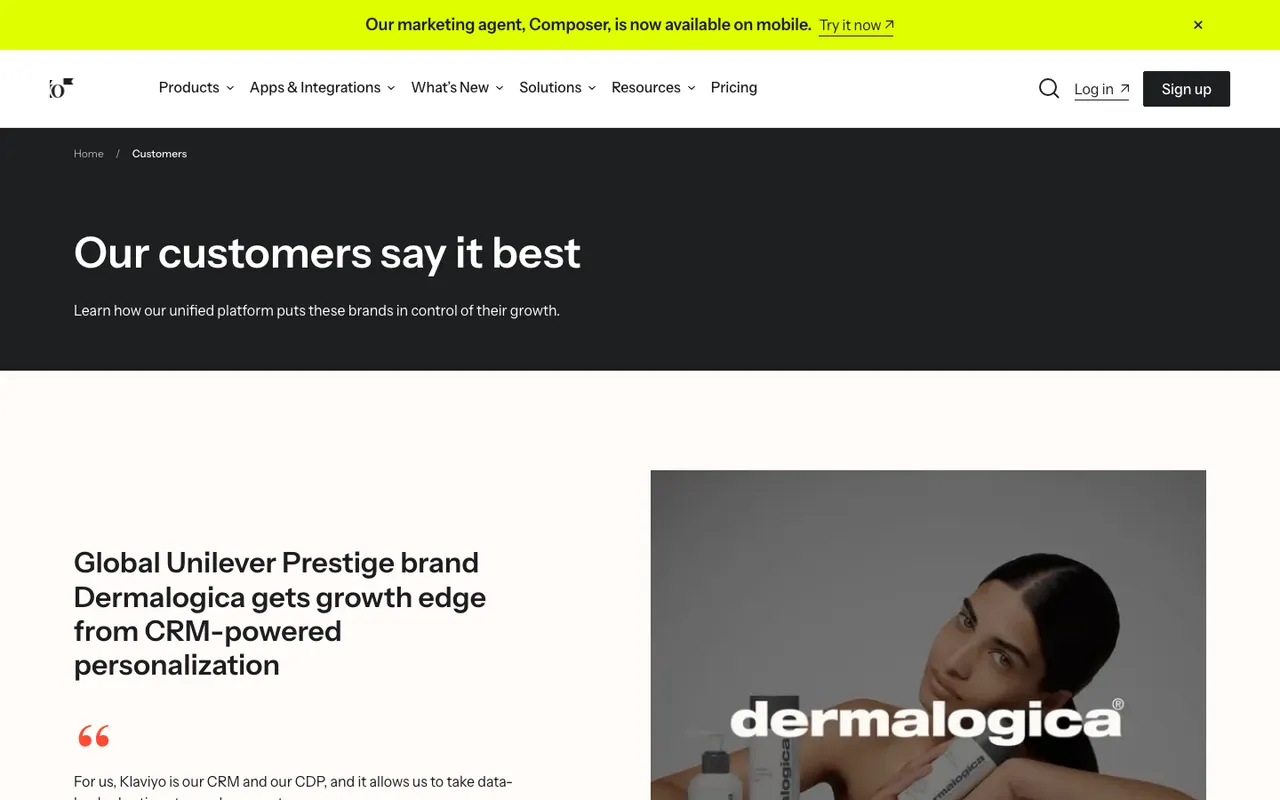 Our marketing agent, Composer, is now available on mobile. Try it now
Products Apps & Integrations What's New Solutions Resources Pricing Log in Sign up
Home / Customers
Our customers say it best
Learn how our unified platform puts these brands in control of their growth.
Global Unilever Prestige brand
Dermalogica gets growth edge
from CRM-powered
personalization
“
For us, Klaviyo is our CRM and our CDP, and it allows us to take data-
dermalogica®
dermalogica
dermalogica